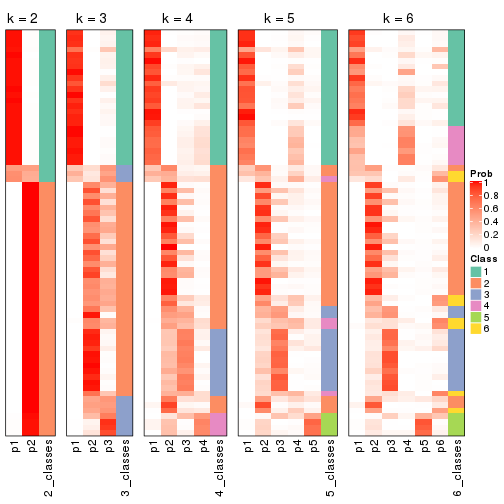 k = 2
k = 3
k = 4
k = 5
k = 6
p1
p2
2_classes
p1
p2
p3
3_classes
p1
p2
p3
p4
4_classes
p1
p2
p3
p4
p5
5_classes
p1
p2
p3
p4
p5
p6
6_classes
Prob
1
0.8
0.6
0.4
0.2
0
Class
1
2
3
4
5
6